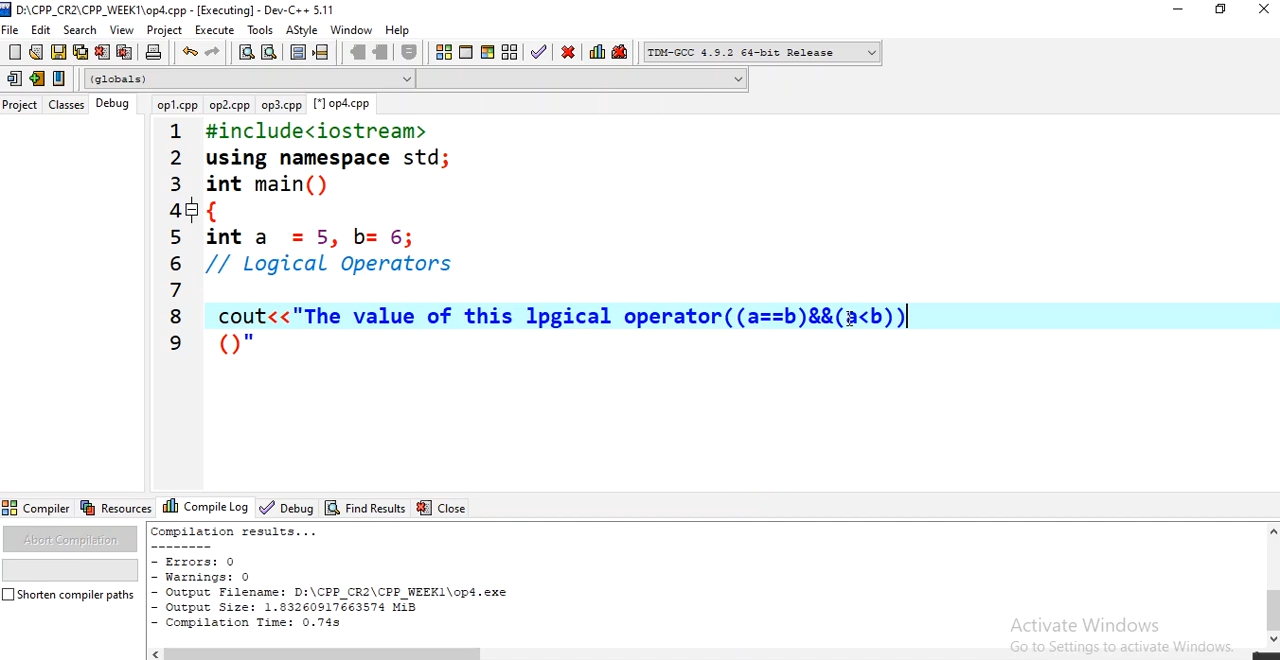 D:\CPP_CR2\CPP_WEEK1\op4.cpp - [Executing] - Dev-C++ 5.11
File Edit Search View Project Execute Tools AStyle Window Help
TDM-GCC 4.9.2 64-bit Release
(globals)
Project Classes Debug op1.cpp op2.cpp op3.cpp [*] op4.cpp
1 #include<iostream>
2 using namespace std;
3 int main()
4 {
5 int a  = 5, b= 6;
6 // Logical Operators
7
8 cout<<"The value of this lpgical operator((a==b)&&(a<b))
9 ()"
Compiler Resources Compile Log Debug Find Results Close
Abort Compilation
Shorten compiler paths
Compilation results...
--------
- Errors: 0
- Warnings: 0
- Output Filename: D:\CPP_CR2\CPP_WEEK1\op4.exe
- Output Size: 1.83260917663574 MiB
- Compilation Time: 0.74s
Activate Windows
Go to Settings to activate Windows.